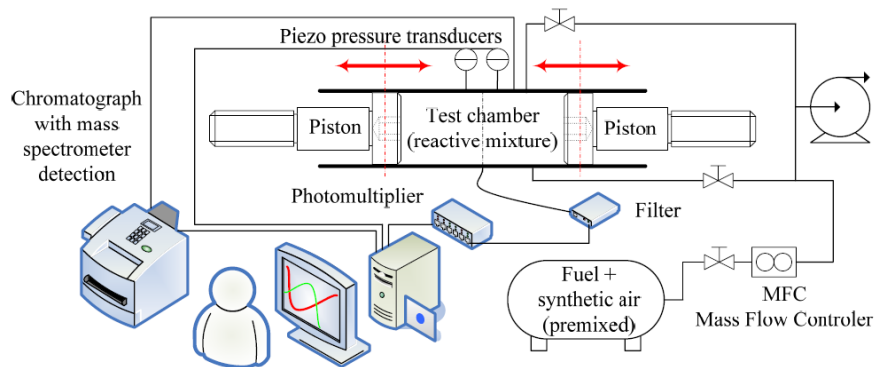 Piezo pressure transducers
Chromatograph
with mass
spectrometer
detection
Piston
Test chamber
(reactive mixture)
Piston
Photomultiplier
Filter
Fuel +
synthetic air
(premixed)
MFC
Mass Flow Controler